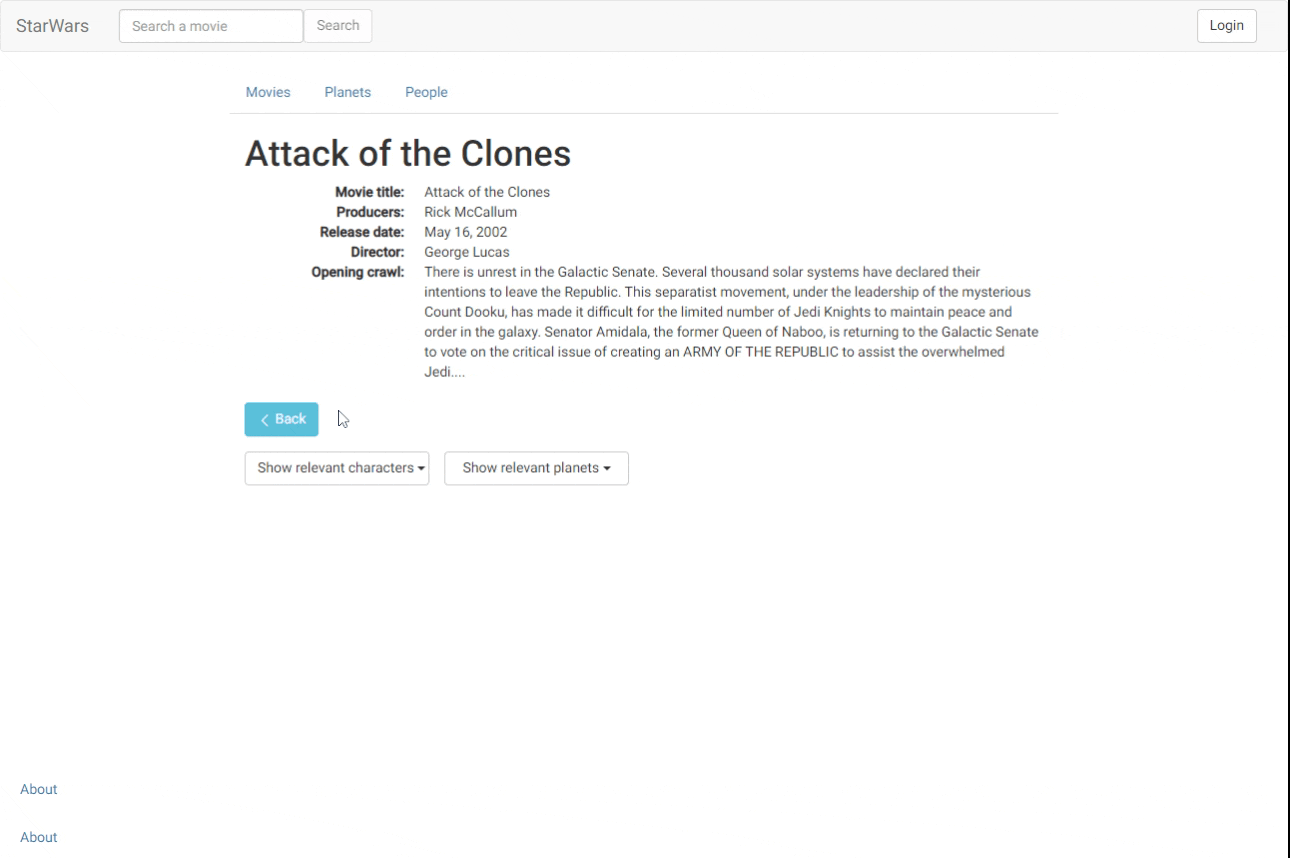 StarWars Search a movie Search Login
Movies Planets People
Attack of the Clones
Movie title: Attack of the Clones
Producers: Rick McCallum
Release date: May 16, 2002
Director: George Lucas
Opening crawl: There is unrest in the Galactic Senate. Several thousand solar systems have declared their
intentions to leave the Republic. This separatist movement, under the leadership of the mysterious
Count Dooku, has made it difficult for the limited number of Jedi Knights to maintain peace and
order in the galaxy. Senator Amidala, the former Queen of Naboo, is returning to the Galactic Senate
to vote on the critical issue of creating an ARMY OF THE REPUBLIC to assist the overwhelmed
Jedi....
Back
Show relevant characters Show relevant planets
About
About